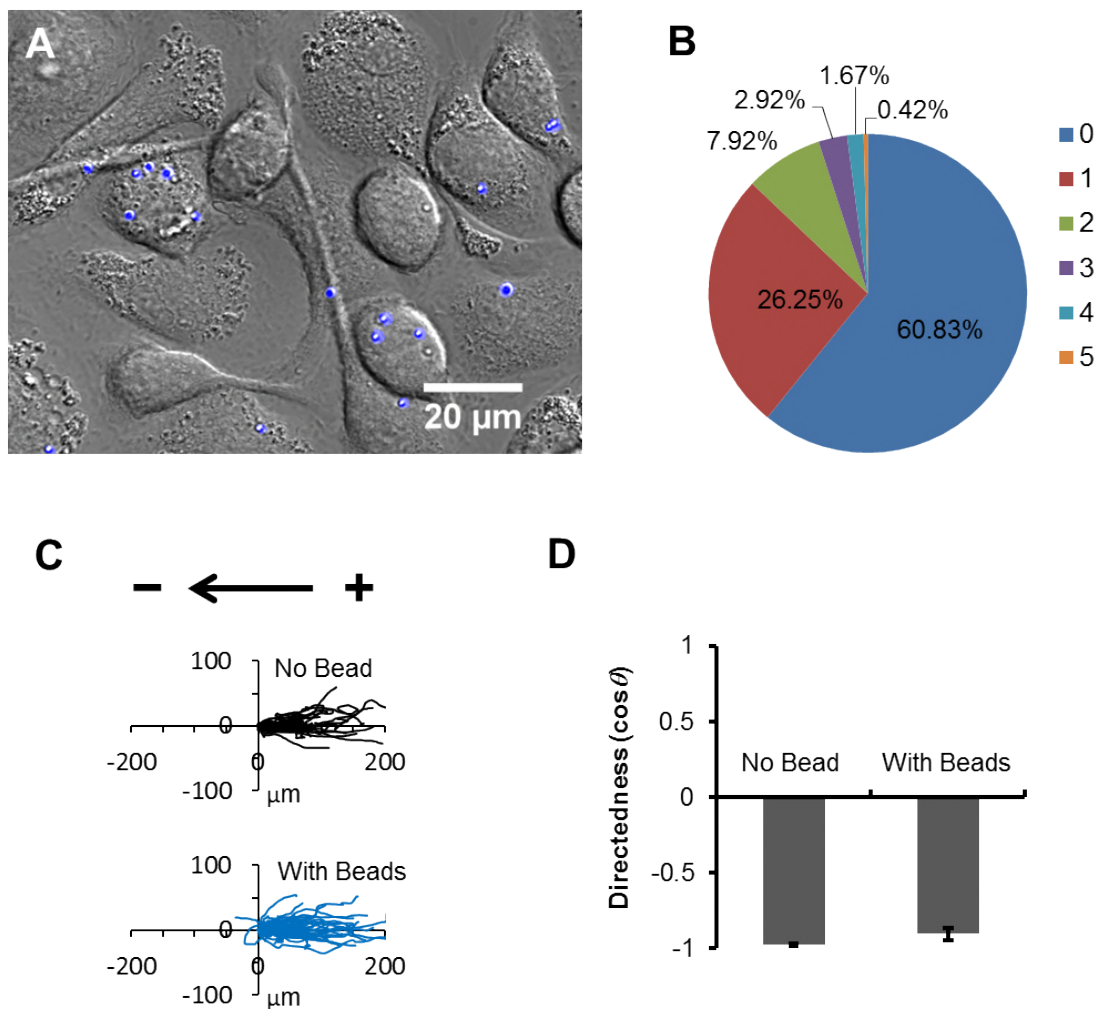 A
20 µm
B
1.67%
2.92%
0.42%
7.92%
26.25%
60.83%
0
1
2
3
4
5
C
− +
100
No Bead
0
-200 0 200
-100 µm
100
With Beads
0
-200 0 200
-100 µm
D
Directedness (cosθ)
1
0.5
No Bead With Beads
0
-0.5
-1